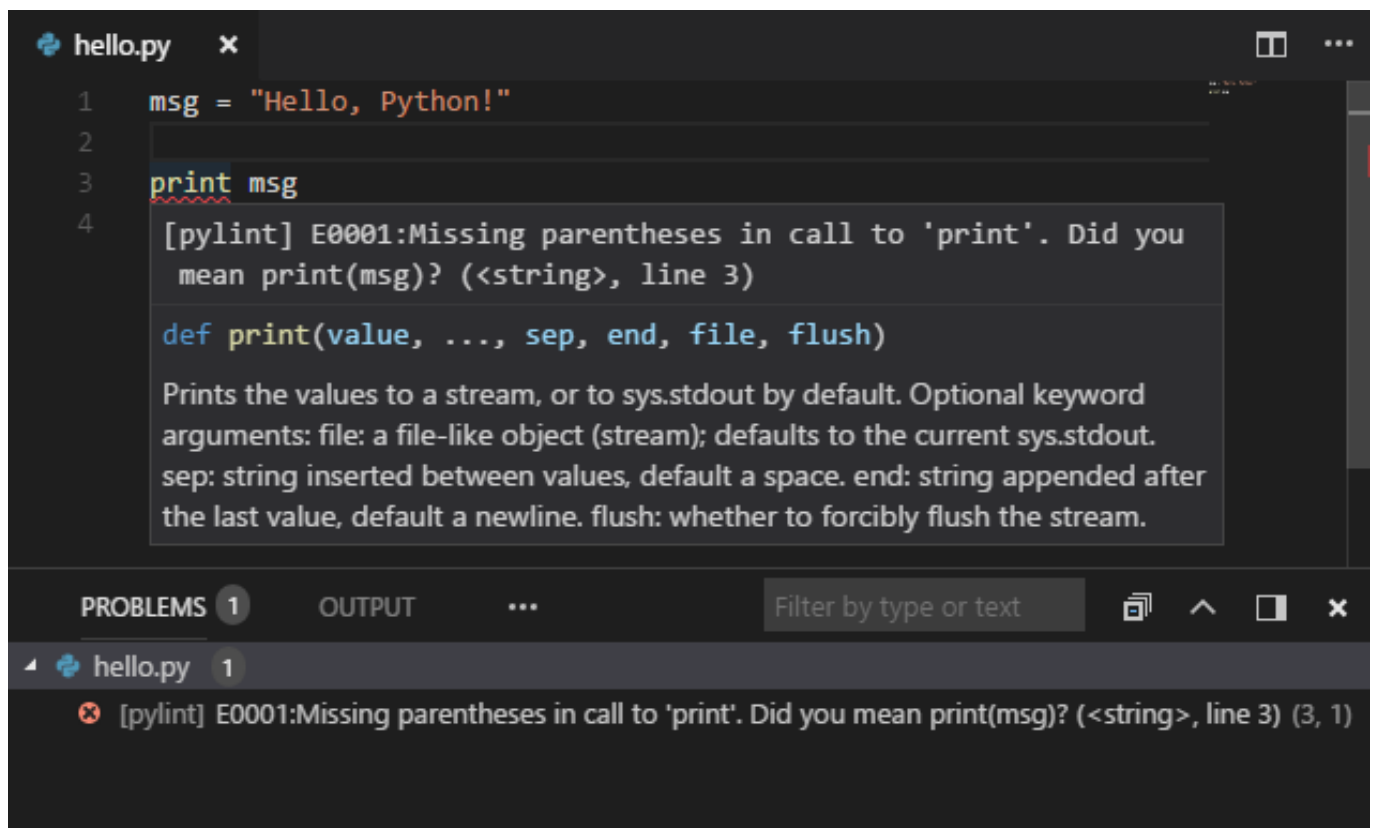 hello.py
1 msg = "Hello, Python!"
2
3 print msg
4
[pylint] E0001:Missing parentheses in call to 'print'. Did you
mean print(msg)? (<string>, line 3)
def print(value, ..., sep, end, file, flush)
Prints the values to a stream, or to sys.stdout by default. Optional keyword
arguments: file: a file-like object (stream); defaults to the current sys.stdout.
sep: string inserted between values, default a space. end: string appended after
the last value, default a newline. flush: whether to forcibly flush the stream.
PROBLEMS 1 OUTPUT ... Filter by type or text
hello.py 1
[pylint] E0001:Missing parentheses in call to 'print'. Did you mean print(msg)? (<string>, line 3) (3, 1)